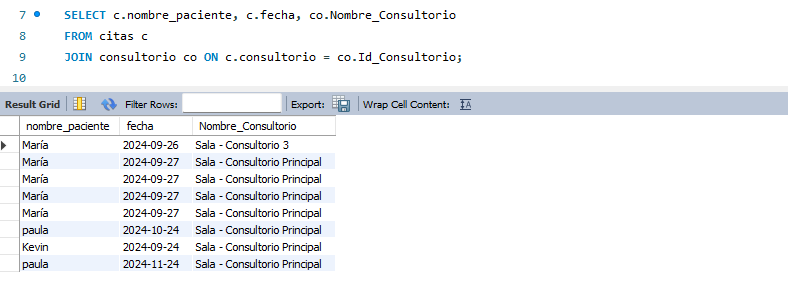 7 SELECT c.nombre_paciente, c.fecha, co.Nombre_Consultorio
8 FROM citas c
9 JOIN consultorio co ON c.consultorio = co.Id_Consultorio;
10
Result Grid Filter Rows: Export: Wrap Cell Content: IA
nombre_paciente fecha Nombre_Consultorio
María 2024-09-26 Sala - Consultorio 3
María 2024-09-27 Sala - Consultorio Principal
María 2024-09-27 Sala - Consultorio Principal
María 2024-09-27 Sala - Consultorio Principal
María 2024-09-27 Sala - Consultorio Principal
paula 2024-10-24 Sala - Consultorio Principal
Kevin 2024-09-24 Sala - Consultorio Principal
paula 2024-11-24 Sala - Consultorio Principal